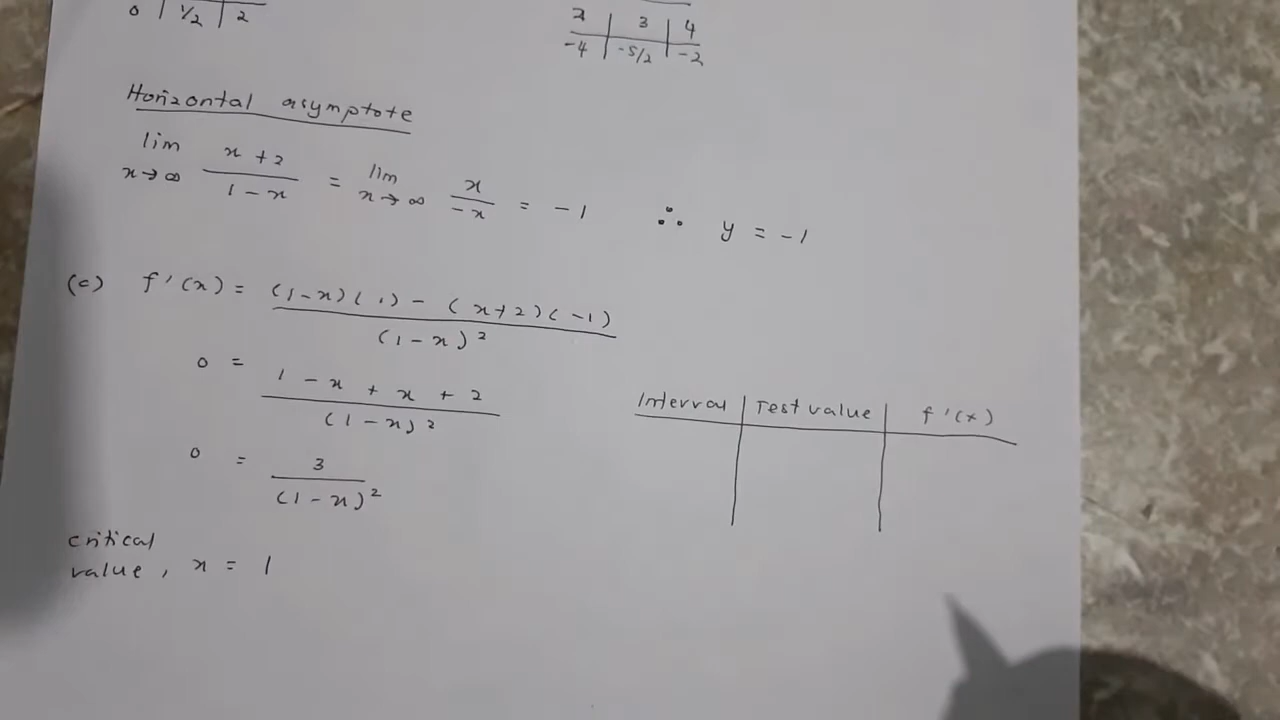 0 | 1/2 | 2
2 | 3 | 4
-4 | -5/2 | -2
Horizontal asymptote
lim x→∞ (x + 2)/(1 - x) = lim x→∞ x/(-x) = -1 ∴ y = -1
(c) f'(x) = ((1-x)(1) - (x+2)(-1))/(1-x)²
0 = (1 - x + x + 2)/(1-x)²
0 = 3/(1-x)²
critical
value, x = 1
Interval | Test value | f'(x)